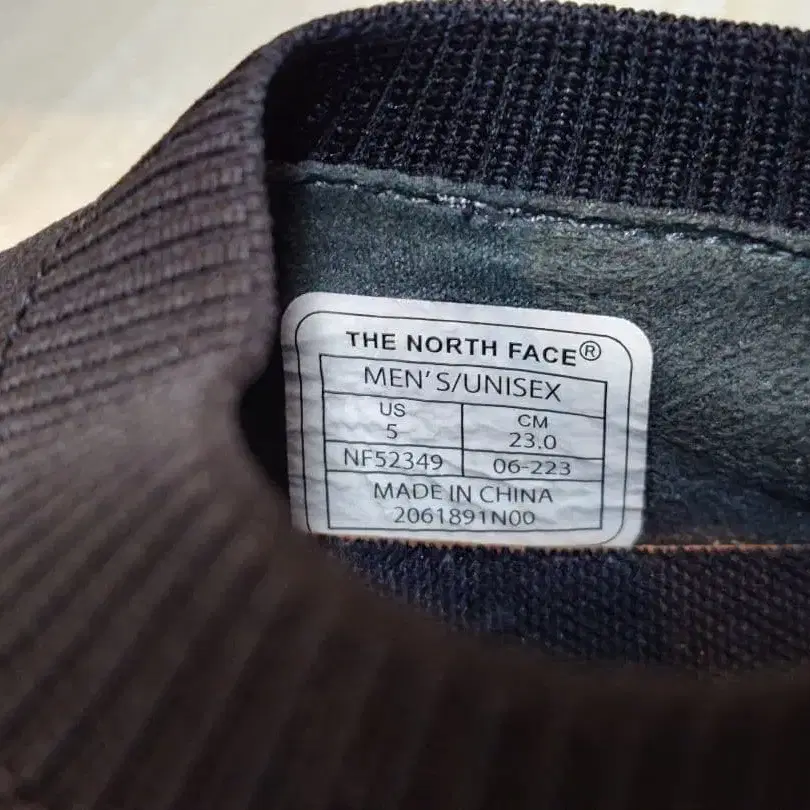 THE NORTH FACE®
MEN'S/UNISEX
US CM
5 23.0
NF52349 06-223
MADE IN CHINA
2061891N00